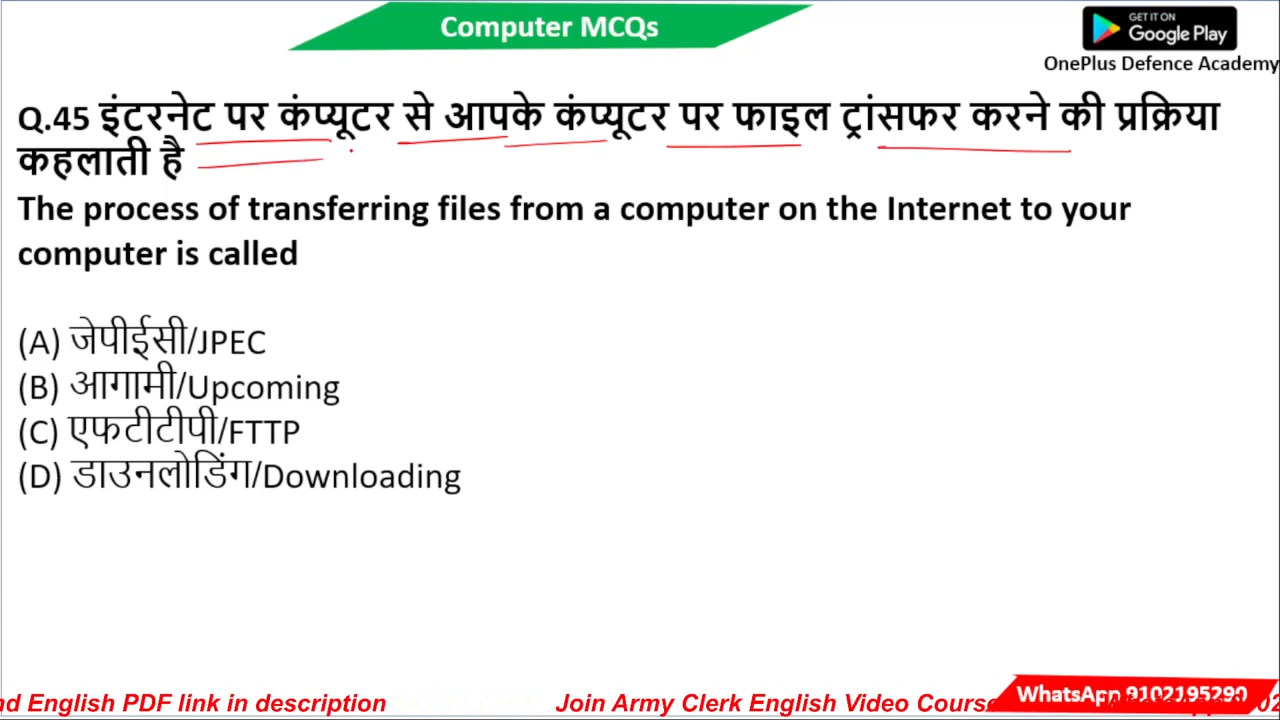 Computer MCQs
GET IT ON
Google Play
OnePlus Defence Academy
Q.45 इंटरनेट पर कंप्यूटर से आपके कंप्यूटर पर फाइल ट्रांसफर करने की प्रक्रिया
कहलाती है
The process of transferring files from a computer on the Internet to your
computer is called
(A) जेपीईसी/JPEC
(B) आगामी/Upcoming
(C) एफटीटीपी/FTTP
(D) डाउनलोडिंग/Downloading
WhatsApp 9102195290
English PDF link in description Join Army Clerk English Video Course